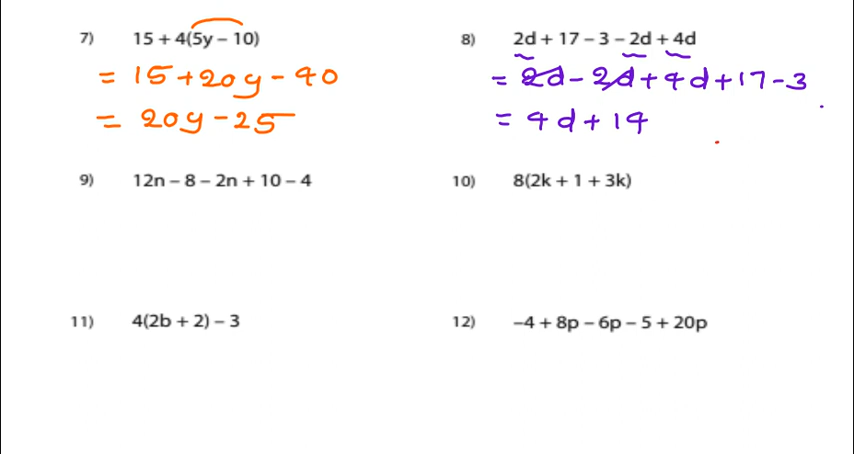 7) 15 + 4(5y – 10)
= 15 + 20y - 40
= 20y - 25
8) 2d + 17 – 3 – 2d + 4d
= 2d - 2d + 4d + 17 - 3
= 4d + 14
9) 12n – 8 – 2n + 10 – 4
10) 8(2k + 1 + 3k)
11) 4(2b + 2) – 3
12) –4 + 8p – 6p – 5 + 20p